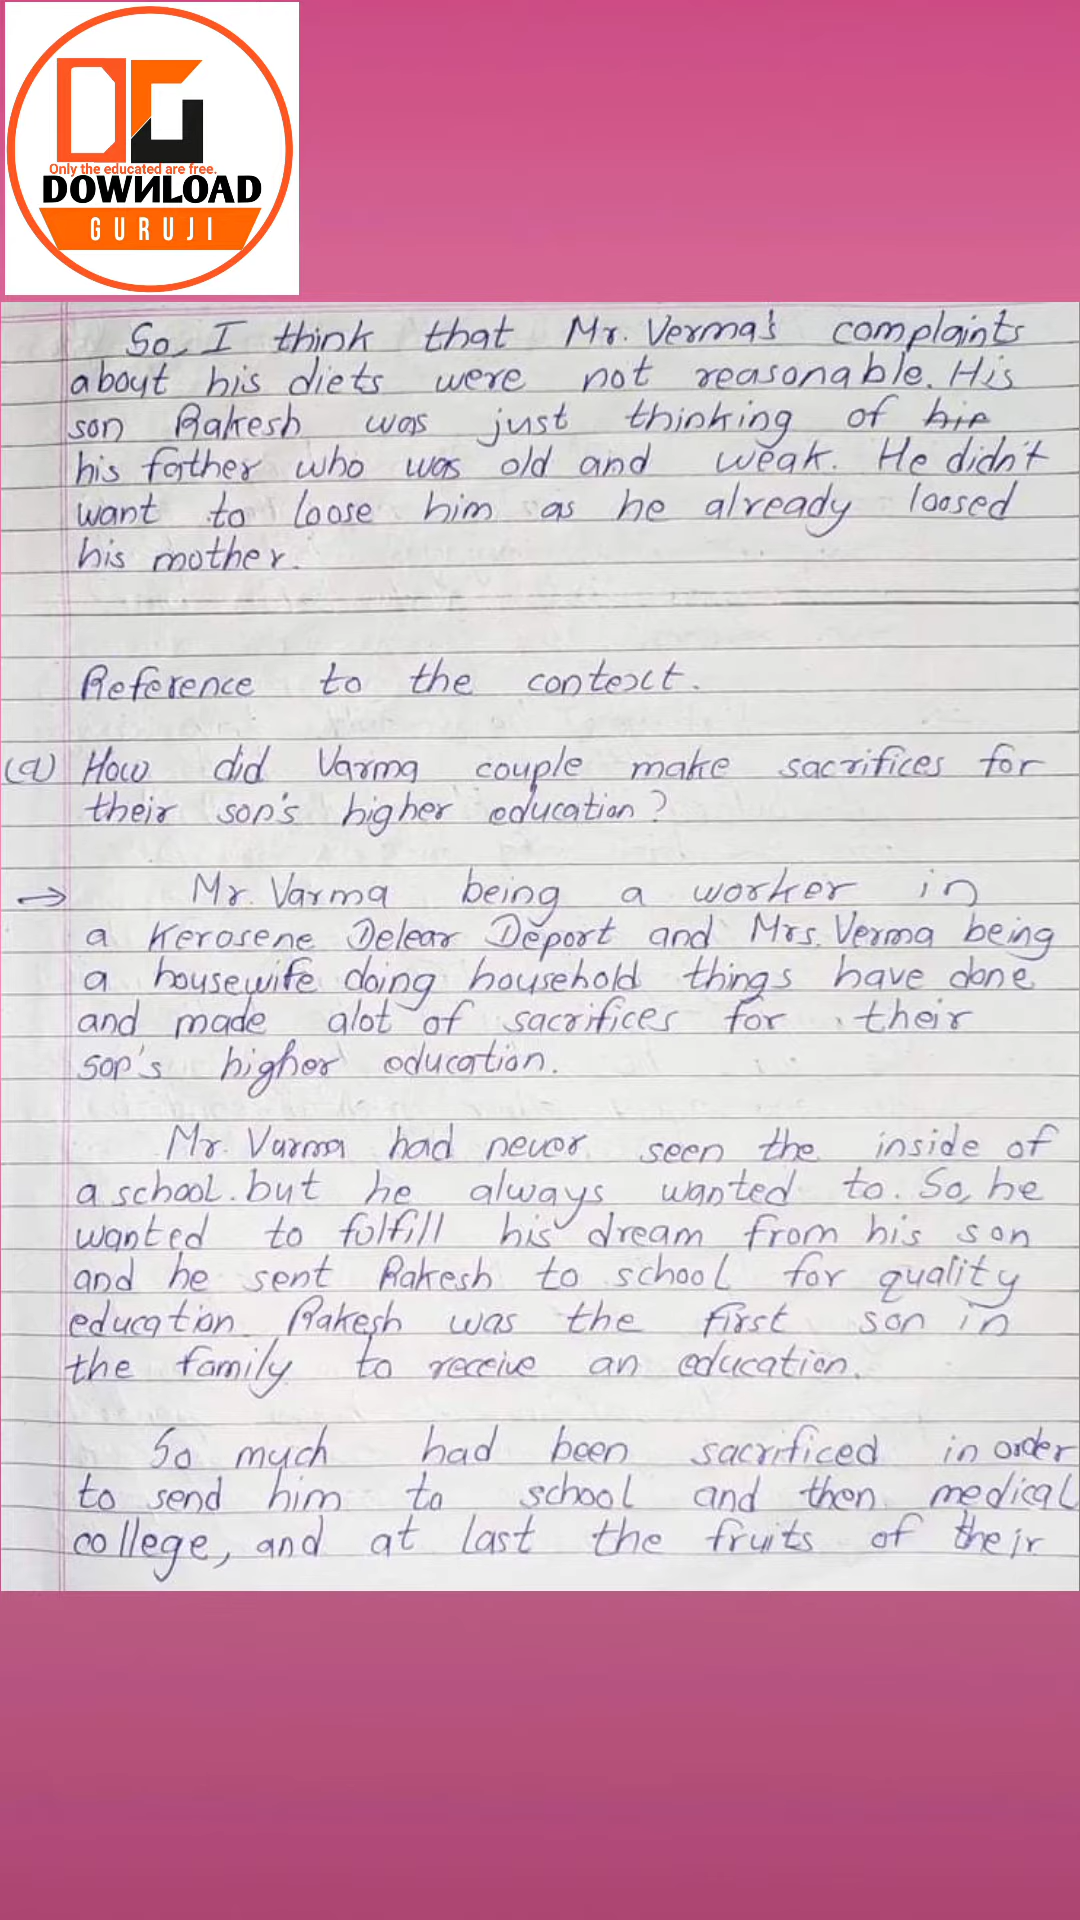 Only the educated are free.
DOWNLOAD
GURUJI
So, I think that Mr. Verma's complaints
about his diets were not reasonable. His
son Rakesh was just thinking of
his father who was old and weak. He didn't
want to loose him as he already loosed
his mother.
Reference to the context.
(a) How did Varma couple make sacrifices for
their son's higher education?
→ Mr. Varma being a worker in
a Kerosene Delear Deport and Mrs. Verma being
a housewife doing household things have done
and made alot of sacrifices for their
son's higher education.
Mr. Varma had never seen the inside of
a school. but he always wanted to. So, he
wanted to fulfill his dream from his son
and he sent Rakesh to school for quality
education Rakesh was the first son in
the family to receive an education.
So much had been sacrificed in order
to send him to school and then medical
college, and at last the fruits of their